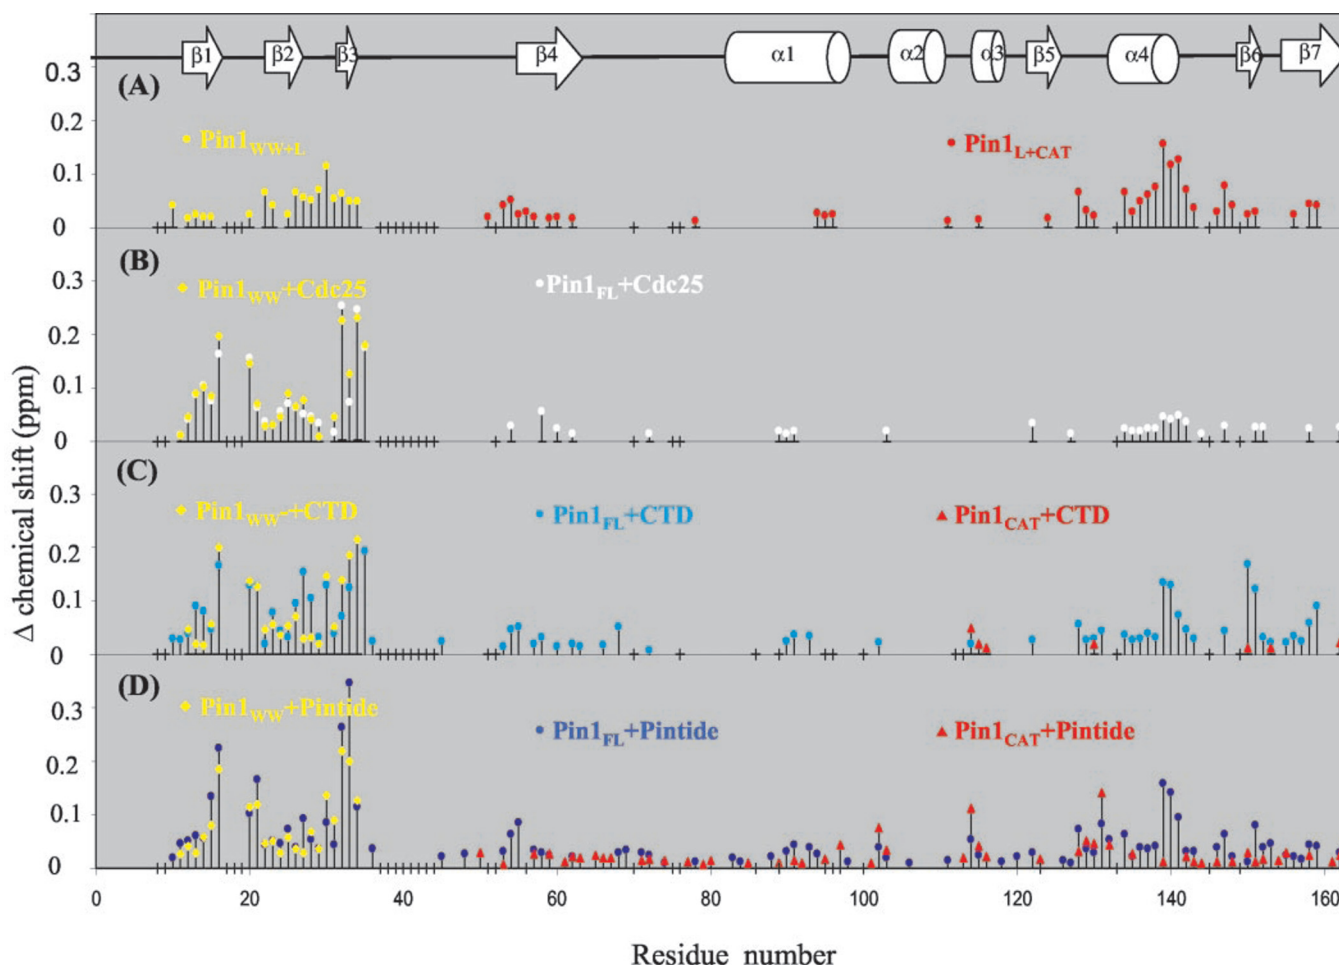 β1 β2 β3 β4 α1 α2 α3 β5 α4 β6 β7
0.3
(A)
0.2
Pin1WW+L Pin1L+CAT
0.1
0
(B)
0.3
Pin1WW+Cdc25 Pin1FL+Cdc25
0.2
0.1
0
(C)
0.3
Pin1WW-+CTD Pin1FL+CTD Pin1CAT+CTD
0.2
0.1
0
(D)
0.3
Pin1WW+Pintide Pin1FL+Pintide Pin1CAT+Pintide
0.2
0.1
0
Δ chemical shift (ppm)
0 20 40 60 80 100 120 140 160
Residue number